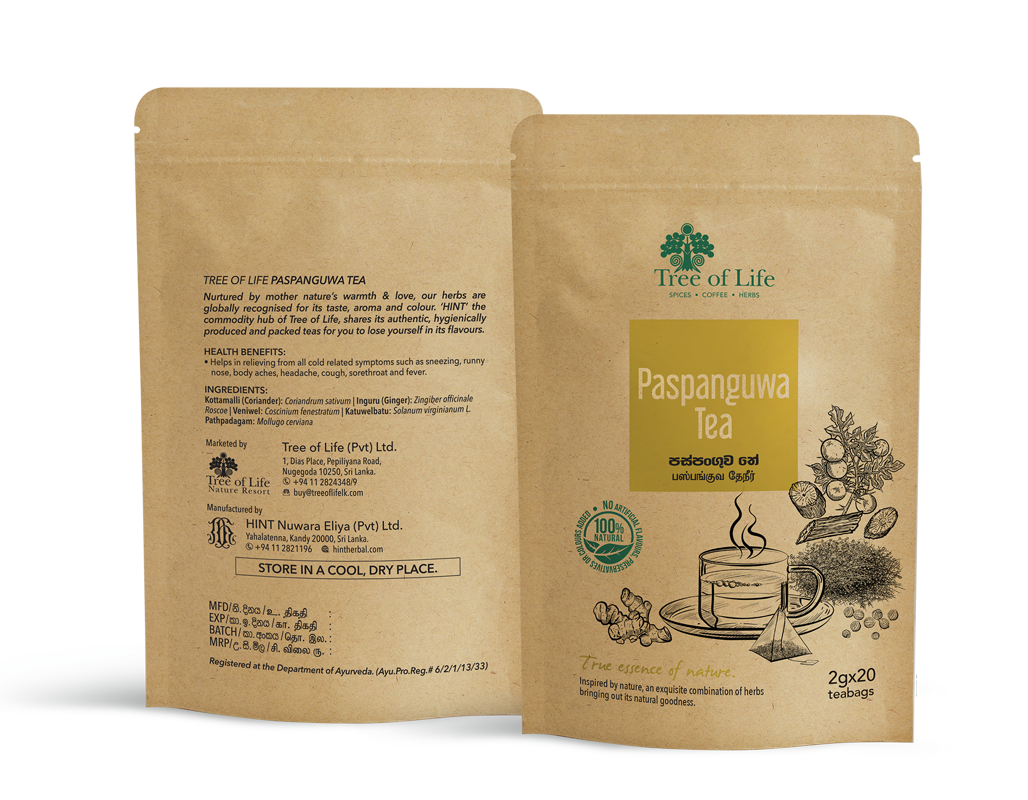 TREE OF LIFE PASPANGUWA TEA
Nurtured by mother nature's warmth & love, our herbs are
globally recognised for its taste, aroma and colour. 'HINT' the
commodity hub of Tree of Life, shares its authentic, hygienically
produced and packed teas for you to lose yourself in its flavours.
HEALTH BENEFITS:
• Helps in relieving from all cold related symptoms such as sneezing, runny
nose, body aches, headache, cough, sorethroat and fever.
INGREDIENTS:
Kottamalli (Coriander): Coriandrum sativum | Inguru (Ginger): Zingiber officinale
Roscoe | Veniwel: Coscinium fenestratum | Katuwelbatu: Solanum virginianum L.
Pathpadagam: Mollugo cerviana
Marketed by
Tree of Life
Nature Resort
Tree of Life (Pvt) Ltd.
1, Dias Place, Pepiliyana Road,
Nugegoda 10250, Sri Lanka.
+94 11 2824348/9
buy@treeoflifelk.com
Manufactured by
HINT Nuwara Eliya (Pvt) Ltd.
Yahalatenna, Kandy 20000, Sri Lanka.
+94 11 2821196 hintherbal.com
STORE IN A COOL, DRY PLACE.
MFD/නි. දිනය/உ. திகதி :
EXP/කා. ඉ. දිනය/கா. திகதி :
BATCH/කා. අංකය/தொ. இல. :
MRP/උ. සි. මිල/சி. விலை ரூ. :
Registered at the Department of Ayurveda. (Ayu.Pro.Reg.# 6/2/1/13/33)
Tree of Life
SPICES • COFFEE • HERBS
Paspanguwa
Tea
පස්පංගුව තේ
பஸ்பங்குவ தேநீர்
NO ARTIFICIAL FLAVOURS, PRESERVATIVES OR COLOURS ADDED •
100%
NATURAL
True essence of nature.
Inspired by nature, an exquisite combination of herbs
bringing out its natural goodness.
2gx20
teabags